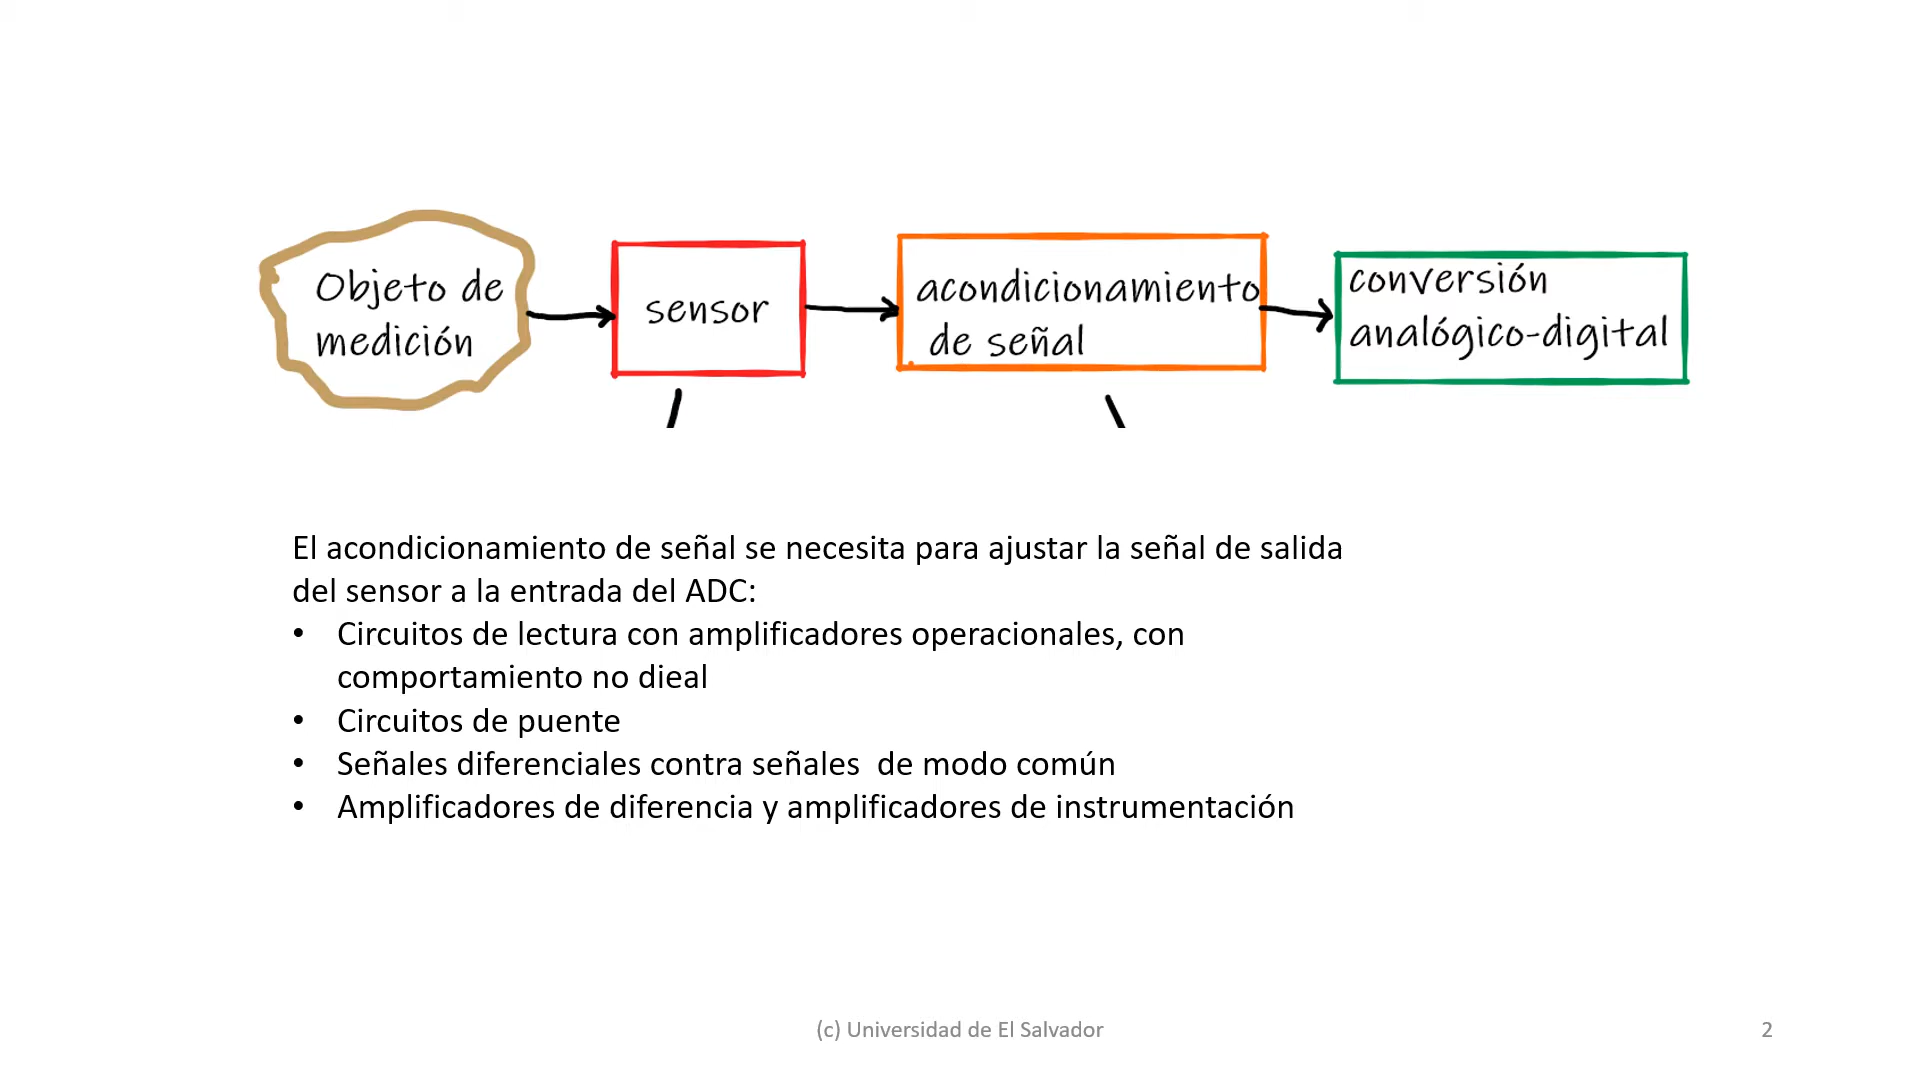 Objeto de
medición
sensor
acondicionamiento
de señal
conversión
analógico-digital
El acondicionamiento de señal se necesita para ajustar la señal de salida
del sensor a la entrada del ADC:
• Circuitos de lectura con amplificadores operacionales, con
comportamiento no dieal
• Circuitos de puente
• Señales diferenciales contra señales  de modo común
• Amplificadores de diferencia y amplificadores de instrumentación
(c) Universidad de El Salvador
2